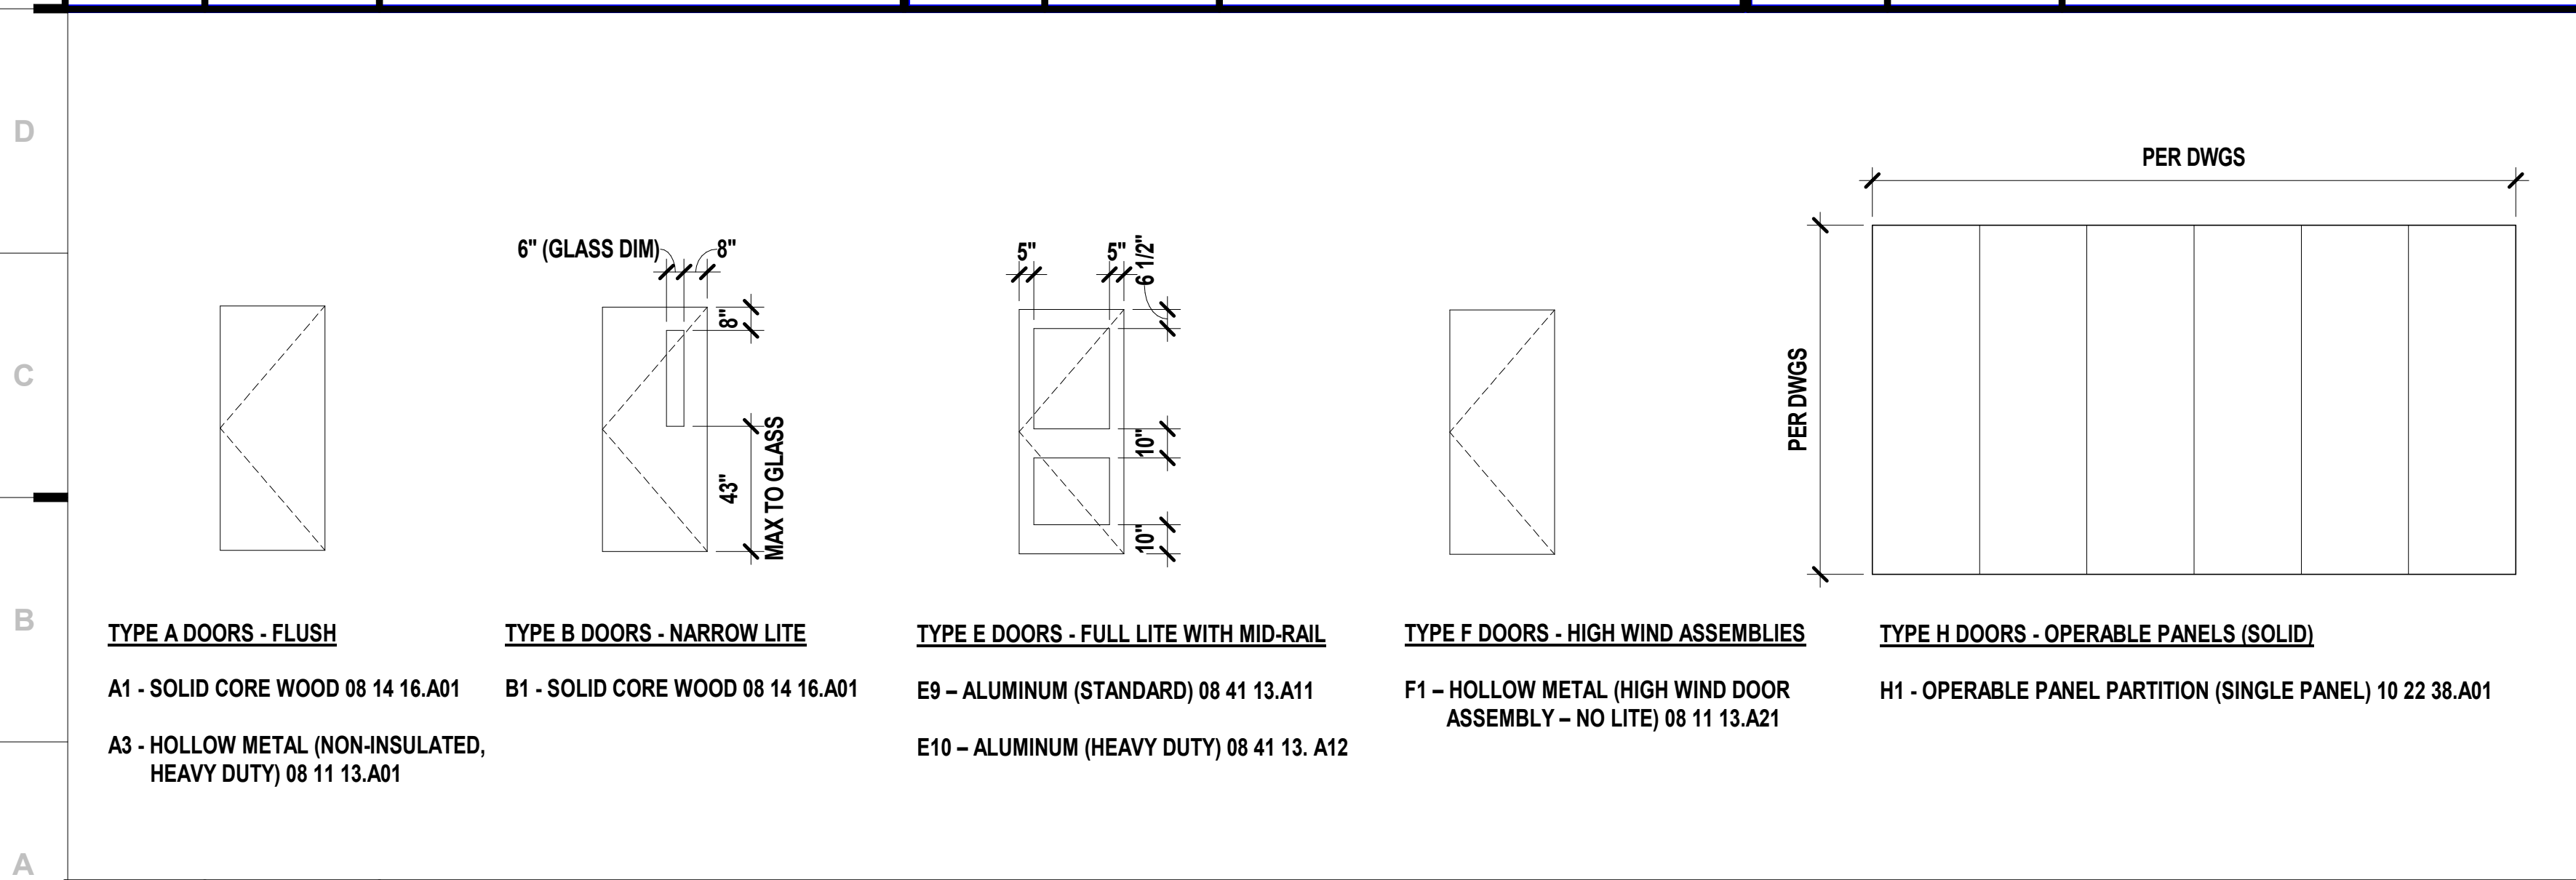 D
C
B
A
PER DWGS
PER DWGS
6" (GLASS DIM)
8"
8"
43"
MAX TO GLASS
5"
5"
6 1/2"
10"
10"
TYPE A DOORS - FLUSH
A1 - SOLID CORE WOOD 08 14 16.A01
A3 - HOLLOW METAL (NON-INSULATED,
HEAVY DUTY) 08 11 13.A01
TYPE B DOORS - NARROW LITE
B1 - SOLID CORE WOOD 08 14 16.A01
TYPE E DOORS - FULL LITE WITH MID-RAIL
E9 – ALUMINUM (STANDARD) 08 41 13.A11
E10 – ALUMINUM (HEAVY DUTY) 08 41 13. A12
TYPE F DOORS - HIGH WIND ASSEMBLIES
F1 – HOLLOW METAL (HIGH WIND DOOR
ASSEMBLY – NO LITE) 08 11 13.A21
TYPE H DOORS - OPERABLE PANELS (SOLID)
H1 - OPERABLE PANEL PARTITION (SINGLE PANEL) 10 22 38.A01